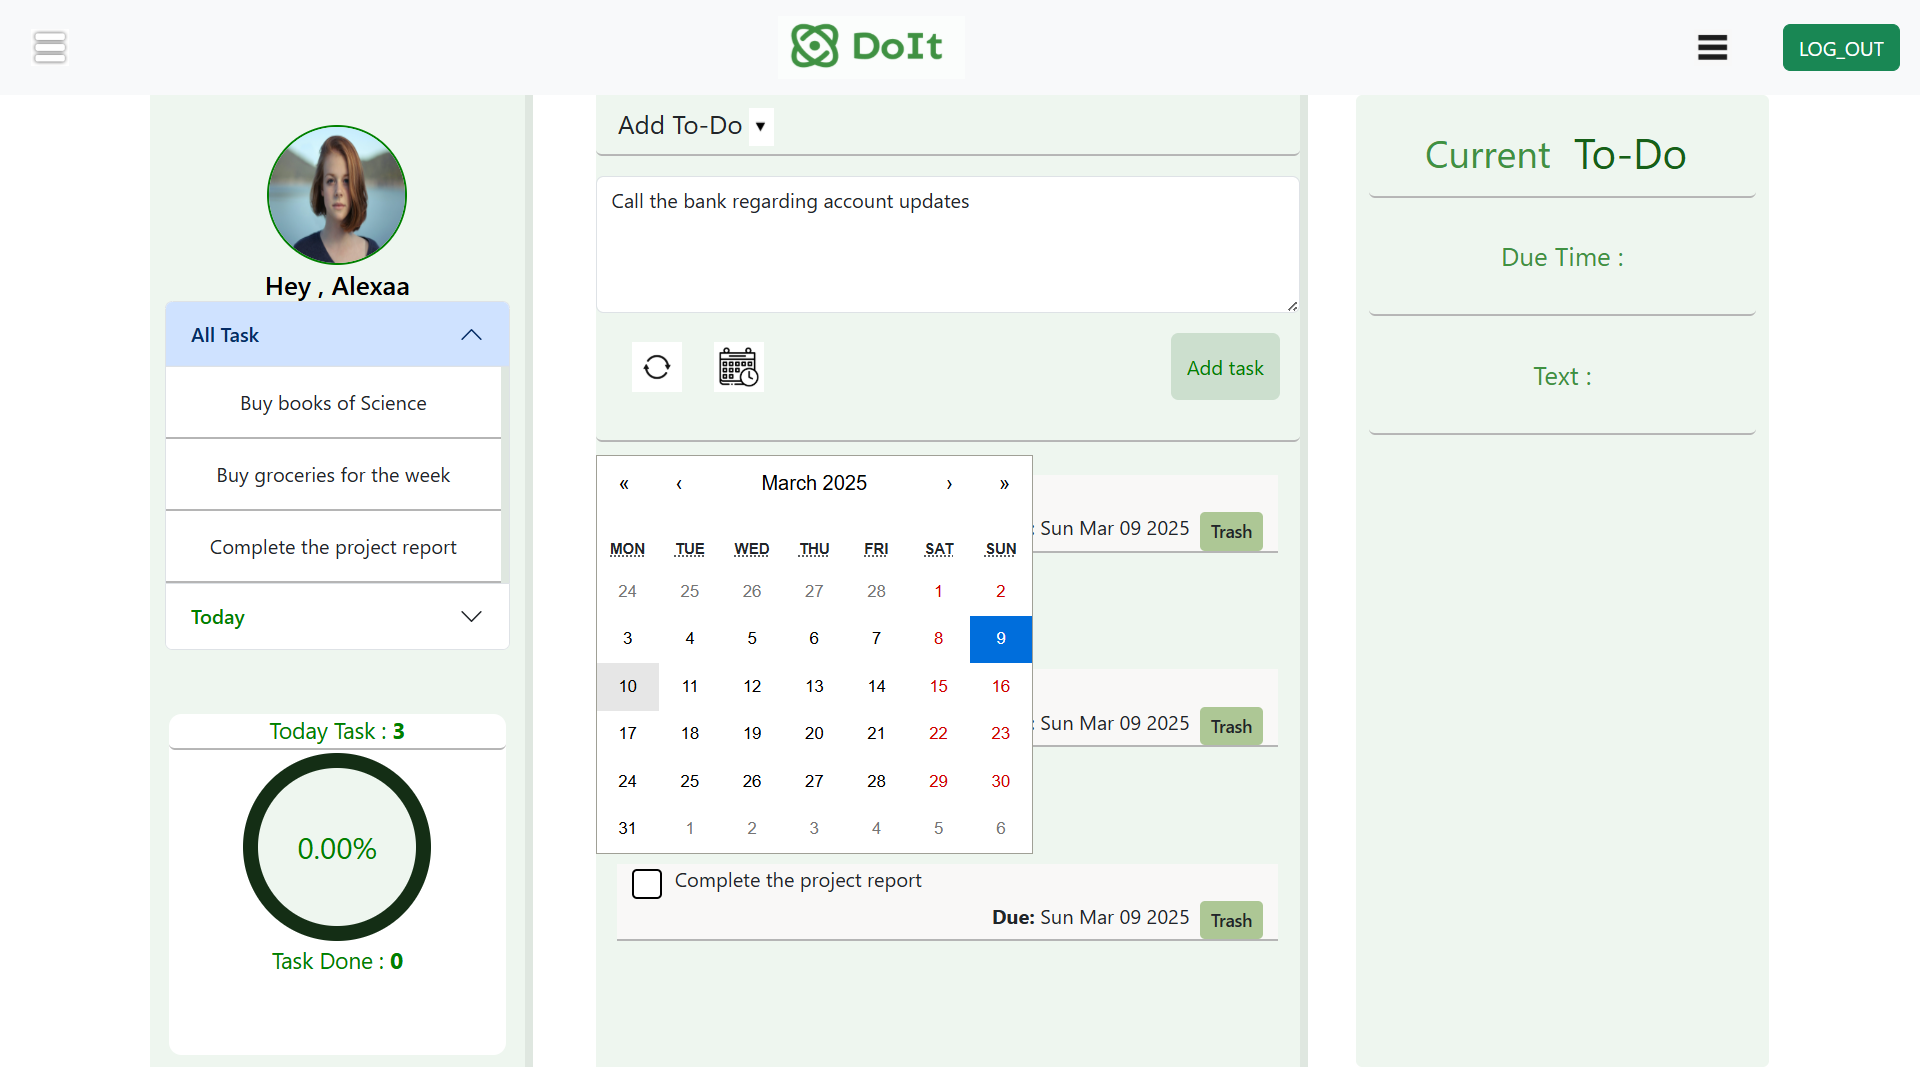 DoIt
LOG_OUT
Hey , Alexaa
All Task
Buy books of Science
Buy groceries for the week
Complete the project report
Today
Today Task : 3
0.00%
Task Done : 0
Add To-Do ▾
Call the bank regarding account updates
Add task
« ‹ March 2025 › »
MON TUE WED THU FRI SAT SUN
24 25 26 27 28 1 2
3 4 5 6 7 8 9
10 11 12 13 14 15 16
17 18 19 20 21 22 23
24 25 26 27 28 29 30
31 1 2 3 4 5 6
: Sun Mar 09 2025 Trash
: Sun Mar 09 2025 Trash
Complete the project report
Due: Sun Mar 09 2025 Trash
Current To-Do
Due Time :
Text :